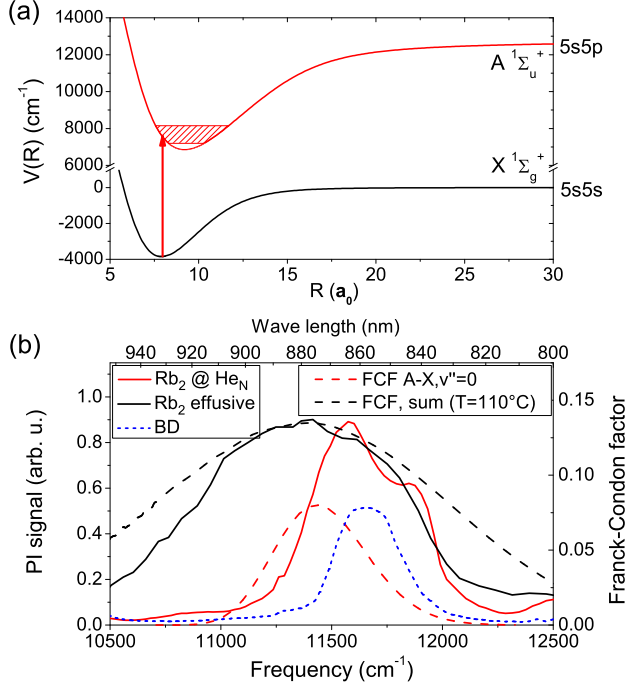 (a)
14000
12000
10000
8000
6000
0
-2000
-4000
V(R) (cm⁻¹)
A ¹Σᵤ⁺
5s5p
X ¹Σg⁺
5s5s
5 10 15 20 25 30
R (a₀)
Wave length (nm)
(b)
940 920 900 880 860 840 820 800
Rb₂ @ HeN
Rb₂ effusive
BD
FCF A-X,v''=0
FCF, sum (T=110°C)
1.0
0.8
0.6
0.4
0.2
0.0
PI signal (arb. u.)
0.15
0.10
0.05
0.00
Franck-Condon factor
10500 11000 11500 12000 12500
Frequency (cm⁻¹)